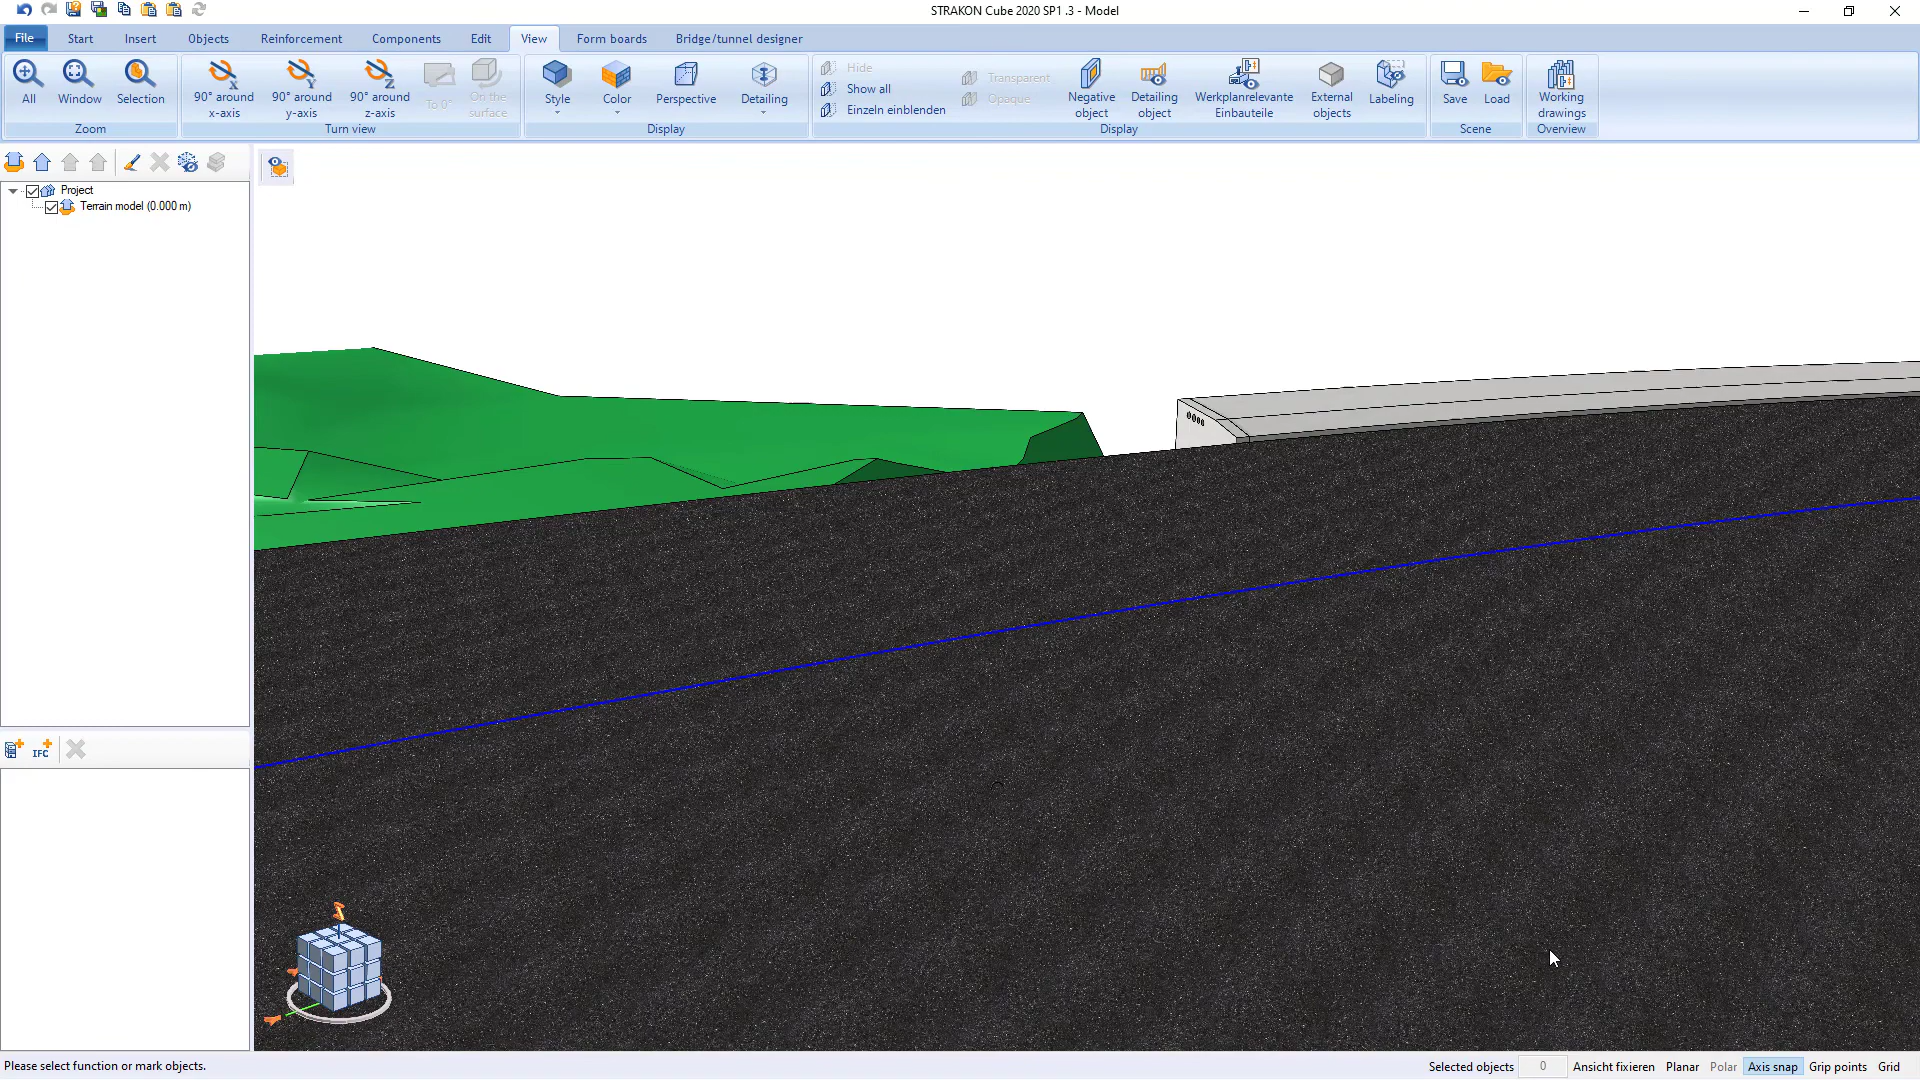 STRAKON Cube 2020 SP1 .3 - Model
File
Start
Insert
Objects
Reinforcement
Components
Edit
View
Form boards
Bridge/tunnel designer
All
Window
Selection
Zoom
90° around
x-axis
90° around
y-axis
90° around
z-axis
To 0°
On the
surface
Turn view
Style
Color
Perspective
Detailing
Display
Hide
Show all
Einzeln einblenden
Transparent
Opaque
Negative
object
Detailing
object
Werkplanrelevante
Einbauteile
External
objects
Labeling
Display
Save
Load
Scene
Working
drawings
Overview
Project
Terrain model (0.000 m)
IFC
Please select function or mark objects.
Selected objects
0
Ansicht fixieren
Planar
Polar
Axis snap
Grip points
Grid